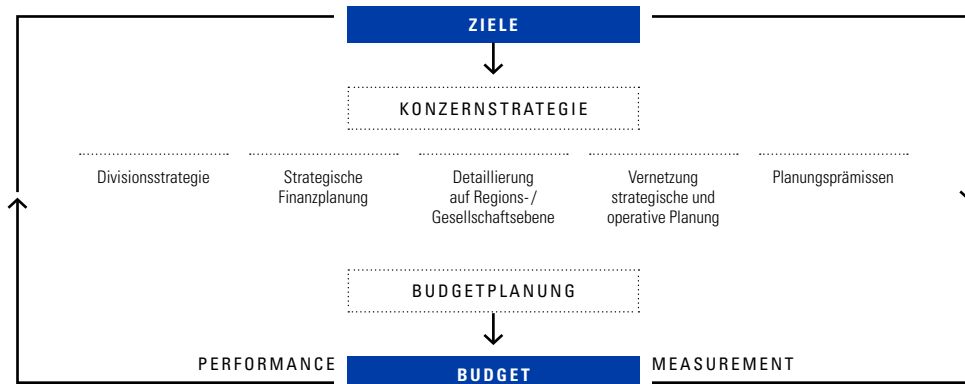 ZIELE
KONZERNSTRATEGIE
Divisionsstrategie
Strategische
Finanzplanung
Detaillierung
auf Regions-/
Gesellschaftsebene
Vernetzung
strategische und
operative Planung
Planungsprämissen
BUDGETPLANUNG
PERFORMANCE
BUDGET
MEASUREMENT